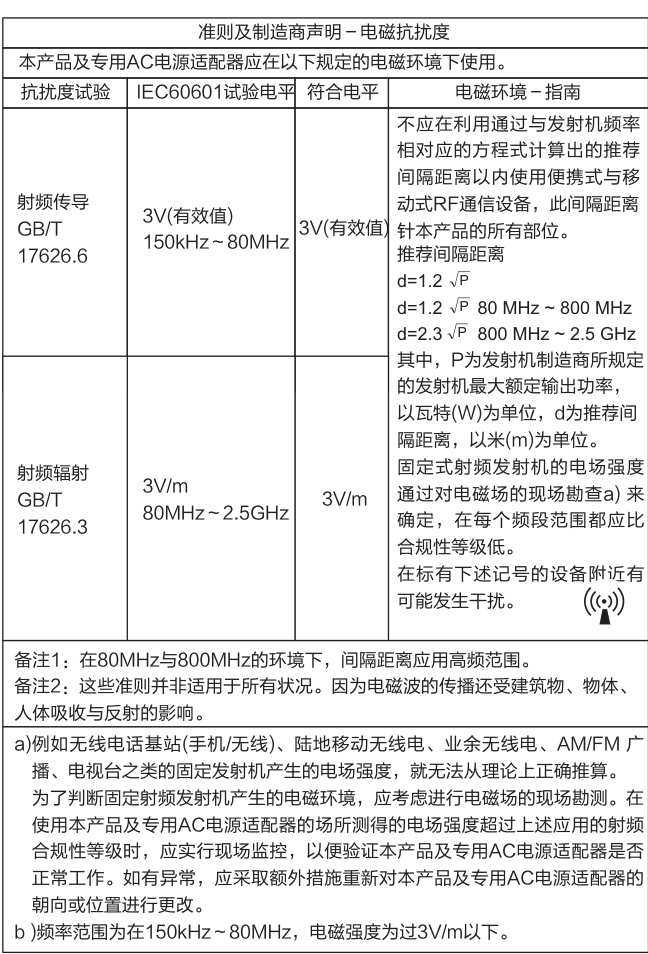 准则及制造商声明－电磁抗扰度
本产品及专用AC电源适配器应在以下规定的电磁环境下使用。
抗扰度试验
IEC60601试验电平
符合电平
电磁环境－指南
射频传导
GB/T
17626.6
3V(有效值)
150kHz～80MHz
3V(有效值)
不应在利用通过与发射机频率
相对应的方程式计算出的推荐
间隔距离以内使用便携式与移
动式RF通信设备，此间隔距离
针本产品的所有部位。
推荐间隔距离
d=1.2 √P
d=1.2 √P 80 MHz ~ 800 MHz
d=2.3 √P 800 MHz ~ 2.5 GHz
其中，P为发射机制造商所规定
的发射机最大额定输出功率，
以瓦特(W)为单位，d为推荐间
隔距离，以米(m)为单位。
固定式射频发射机的电场强度
通过对电磁场的现场勘查a) 来
确定，在每个频段范围都应比
合规性等级低。
在标有下述记号的设备附近有
可能发生干扰。
射频辐射
GB/T
17626.3
3V/m
80MHz～2.5GHz
3V/m
备注1：在80MHz与800MHz的环境下，间隔距离应用高频范围。
备注2：这些准则并非适用于所有状况。因为电磁波的传播还受建筑物、物体、
人体吸收与反射的影响。
a)例如无线电话基站(手机/无线)、陆地移动无线电、业余无线电、AM/FM 广
播、电视台之类的固定发射机产生的电场强度，就无法从理论上正确推算。
为了判断固定射频发射机产生的电磁环境，应考虑进行电磁场的现场勘测。在
使用本产品及专用AC电源适配器的场所测得的电场强度超过上述应用的射频
合规性等级时，应实行现场监控，以便验证本产品及专用AC电源适配器是否
正常工作。如有异常，应采取额外措施重新对本产品及专用AC电源适配器的
朝向或位置进行更改。
b )频率范围为在150kHz～80MHz，电磁强度为过3V/m以下。